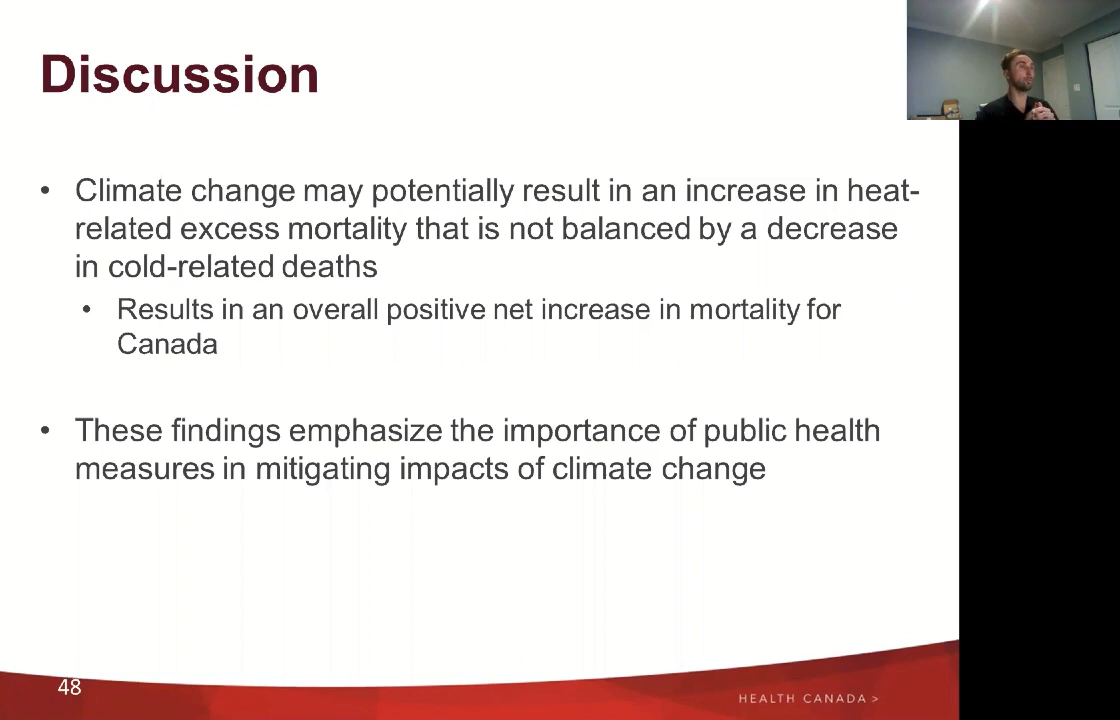 Discussion
• Climate change may potentially result in an increase in heat-
related excess mortality that is not balanced by a decrease
in cold-related deaths
• Results in an overall positive net increase in mortality for
Canada
• These findings emphasize the importance of public health
measures in mitigating impacts of climate change
48
HEALTH CANADA >